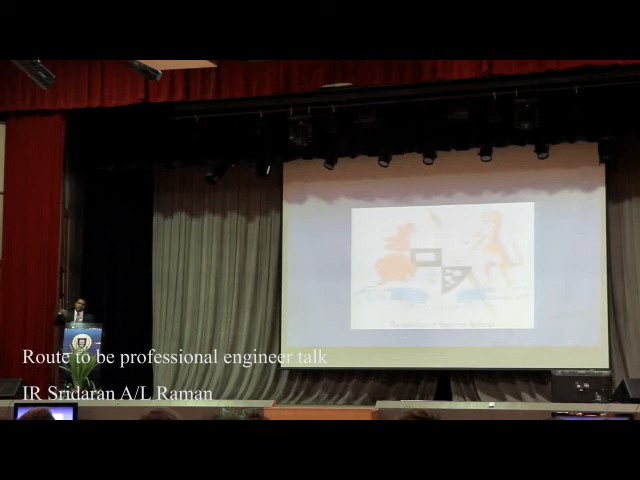 Route to be professional engineer talk
IR Sridaran A/L Raman